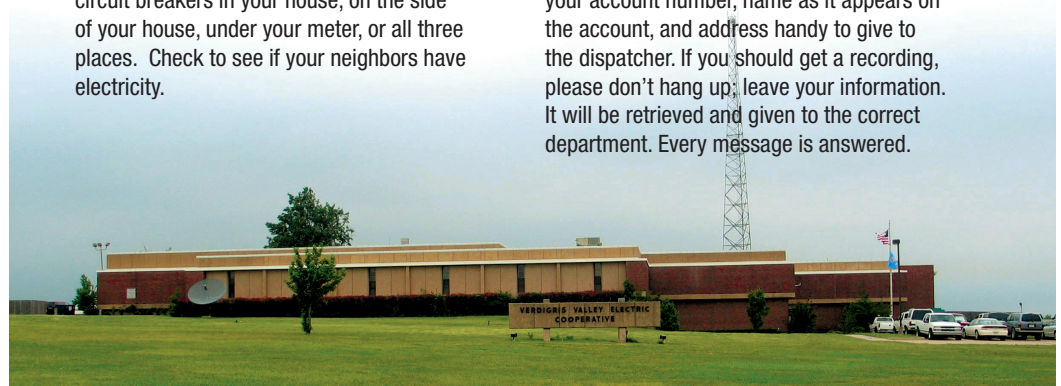 circuit breakers in your house, on the side
of your house, under your meter, or all three
places.  Check to see if your neighbors have
electricity.
your account number, name as it appears on
the account, and address handy to give to
the dispatcher. If you should get a recording,
please don’t hang up; leave your information.
It will be retrieved and given to the correct
department. Every message is answered.
VERDIGRIS VALLEY ELECTRIC
COOPERATIVE